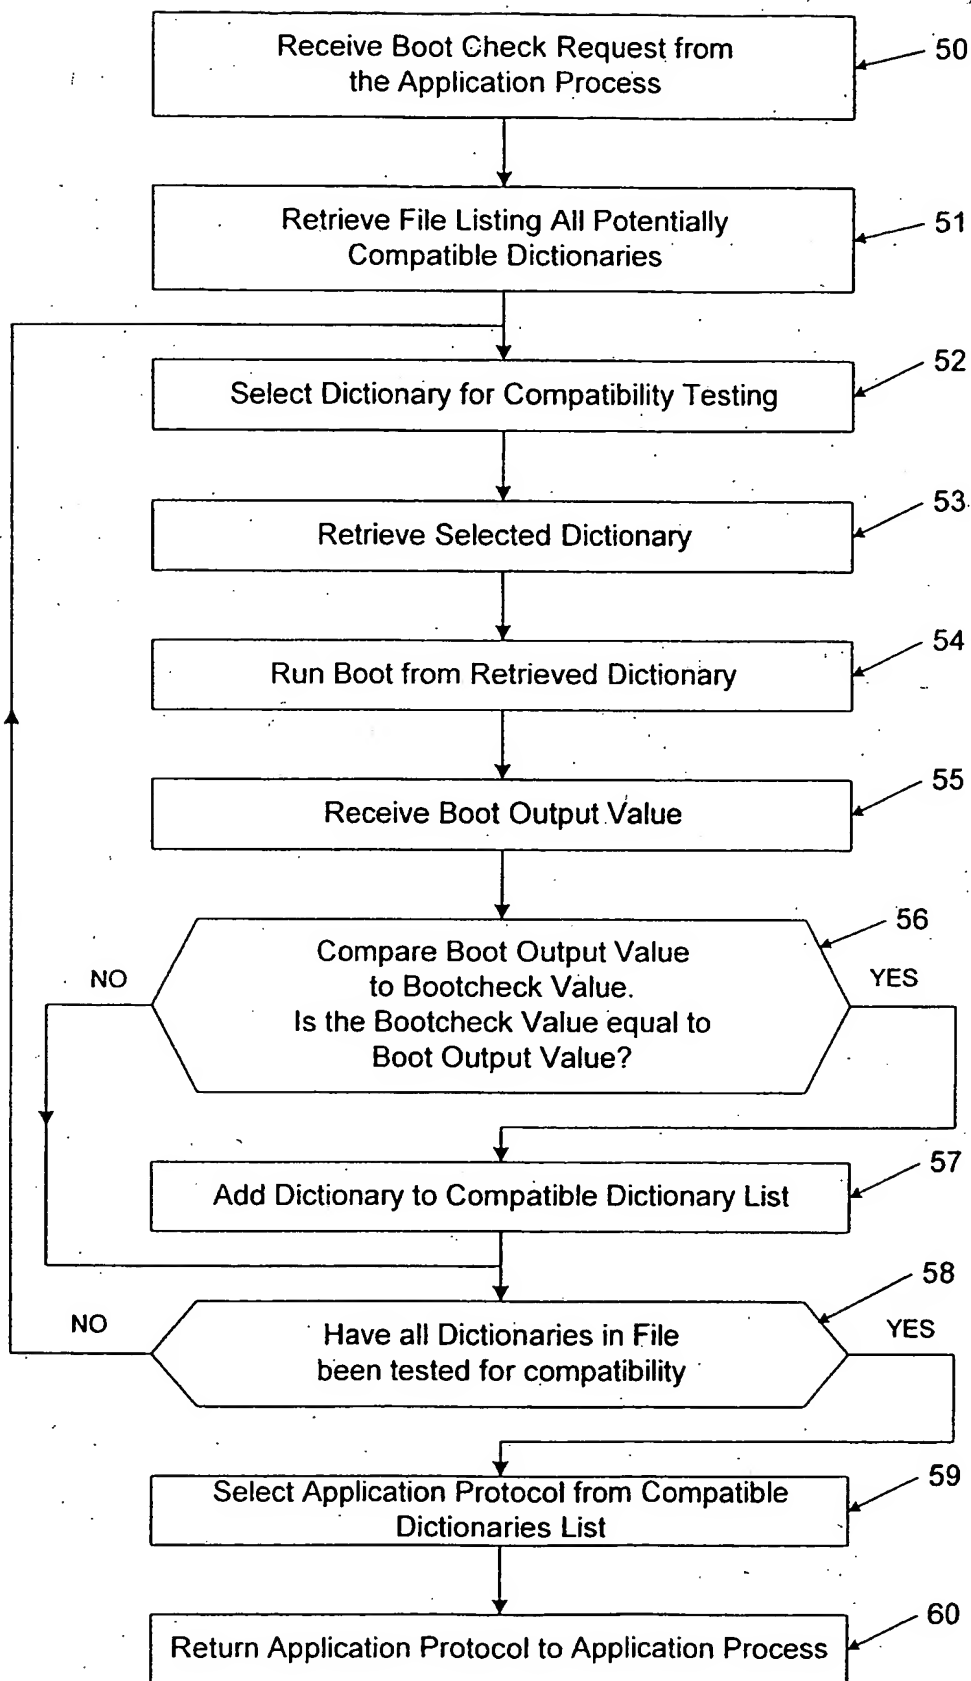 Receive Boot Check Request from
the Application Process
50
Retrieve File Listing All Potentially
Compatible Dictionaries
51
Select Dictionary for Compatibility Testing
52
Retrieve Selected Dictionary
53
Run Boot from Retrieved Dictionary
54
Receive Boot Output Value
55
Compare Boot Output Value
to Bootcheck Value.
Is the Bootcheck Value equal to
Boot Output Value?
56
NO
YES
Add Dictionary to Compatible Dictionary List
57
Have all Dictionaries in File
been tested for compatibility
58
NO
YES
Select Application Protocol from Compatible
Dictionaries List
59
Return Application Protocol to Application Process
60